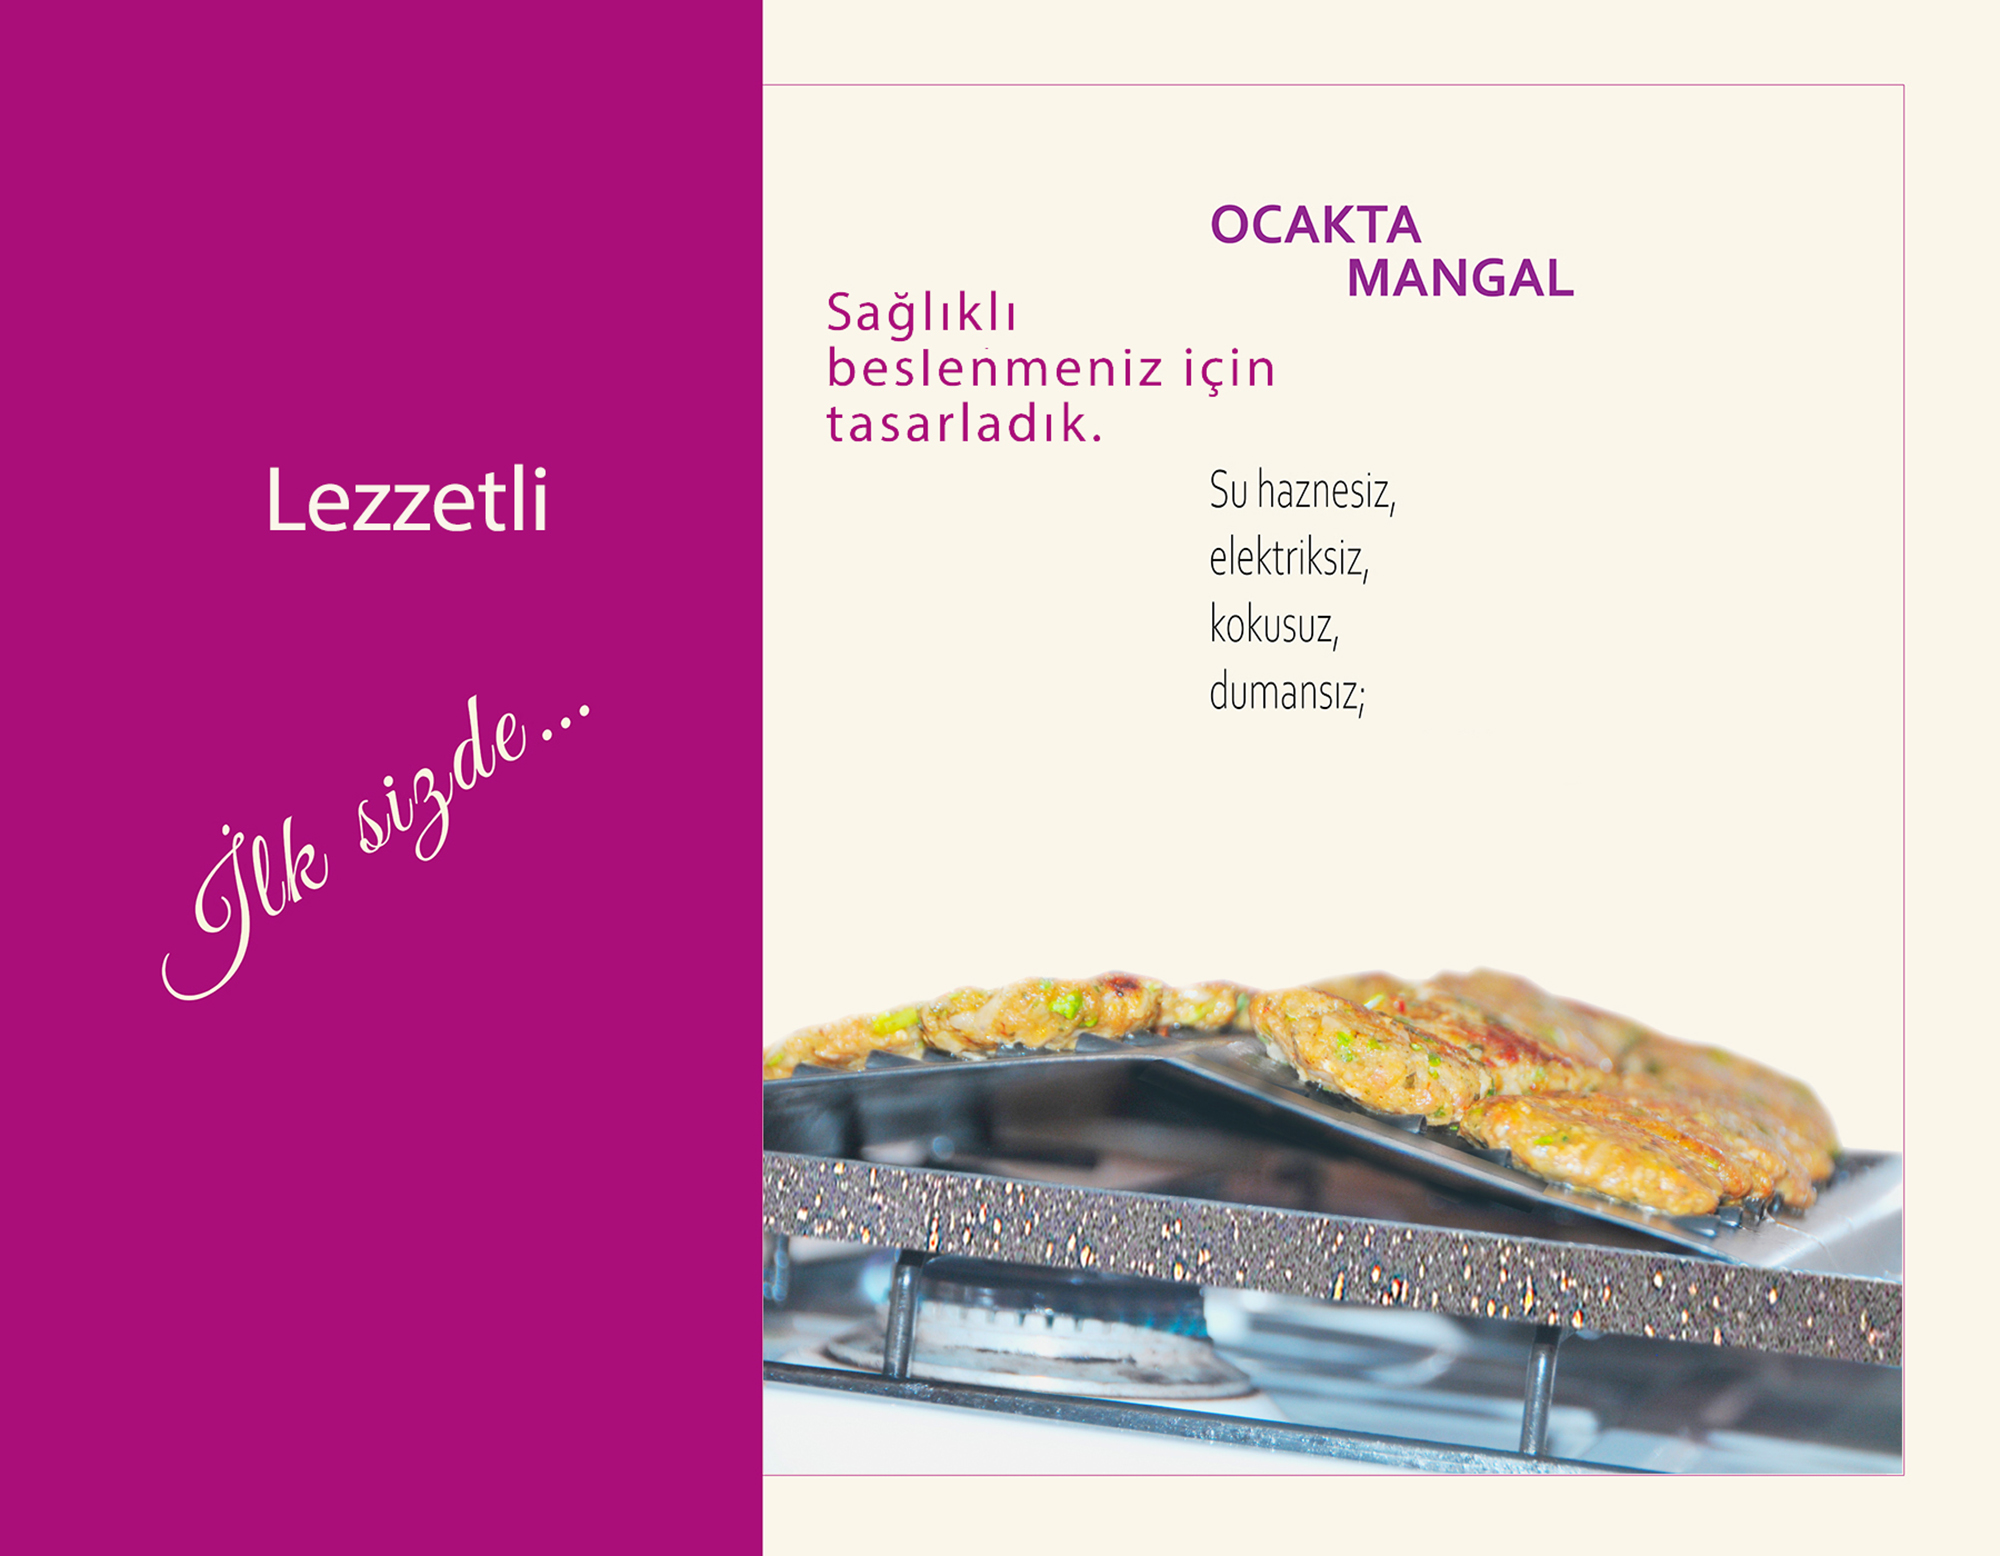 Lezzetli
İlk sizde...
OCAKTA
MANGAL
Sağlıklı
beslenmeniz için
tasarladık.
Su haznesiz,
elektriksiz,
kokusuz,
dumansız;